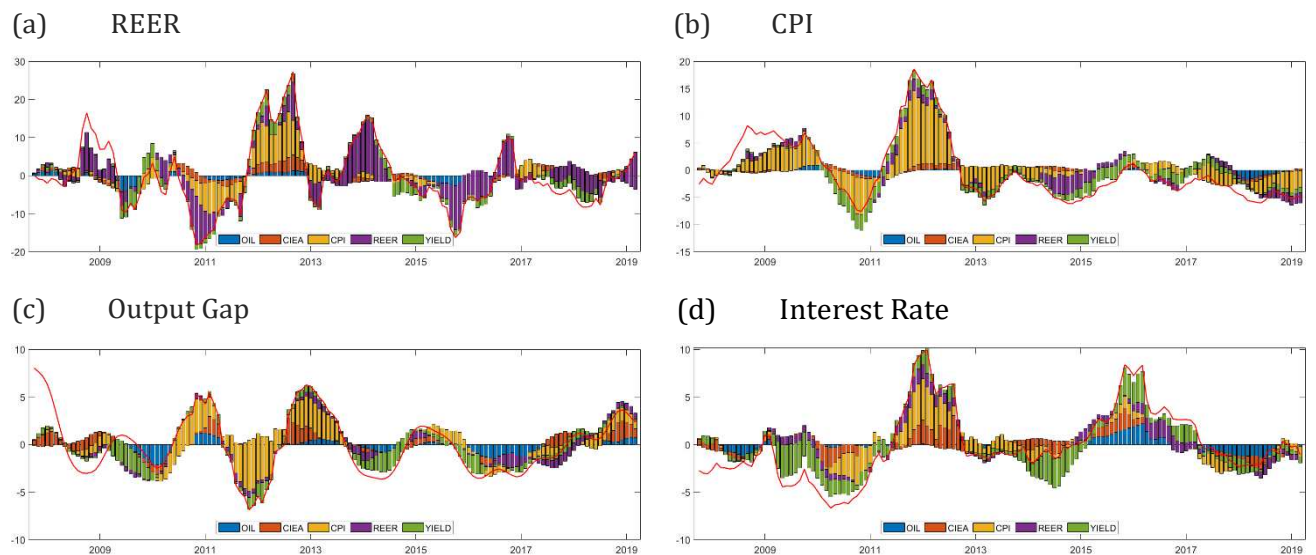 (a) REER
(b) CPI
30
20
10
0
-10
-20
OIL CIEA CPI REER YIELD
2009 2011 2013 2015 2017 2019
20
15
10
5
0
-5
-10
-15
OIL CIEA CPI REER YIELD
2009 2011 2013 2015 2017 2019
(c) Output Gap
(d) Interest Rate
10
5
0
-5
-10
OIL CIEA CPI REER YIELD
2009 2011 2013 2015 2017 2019
10
5
0
-5
-10
OIL CIEA CPI REER YIELD
2009 2011 2013 2015 2017 2019